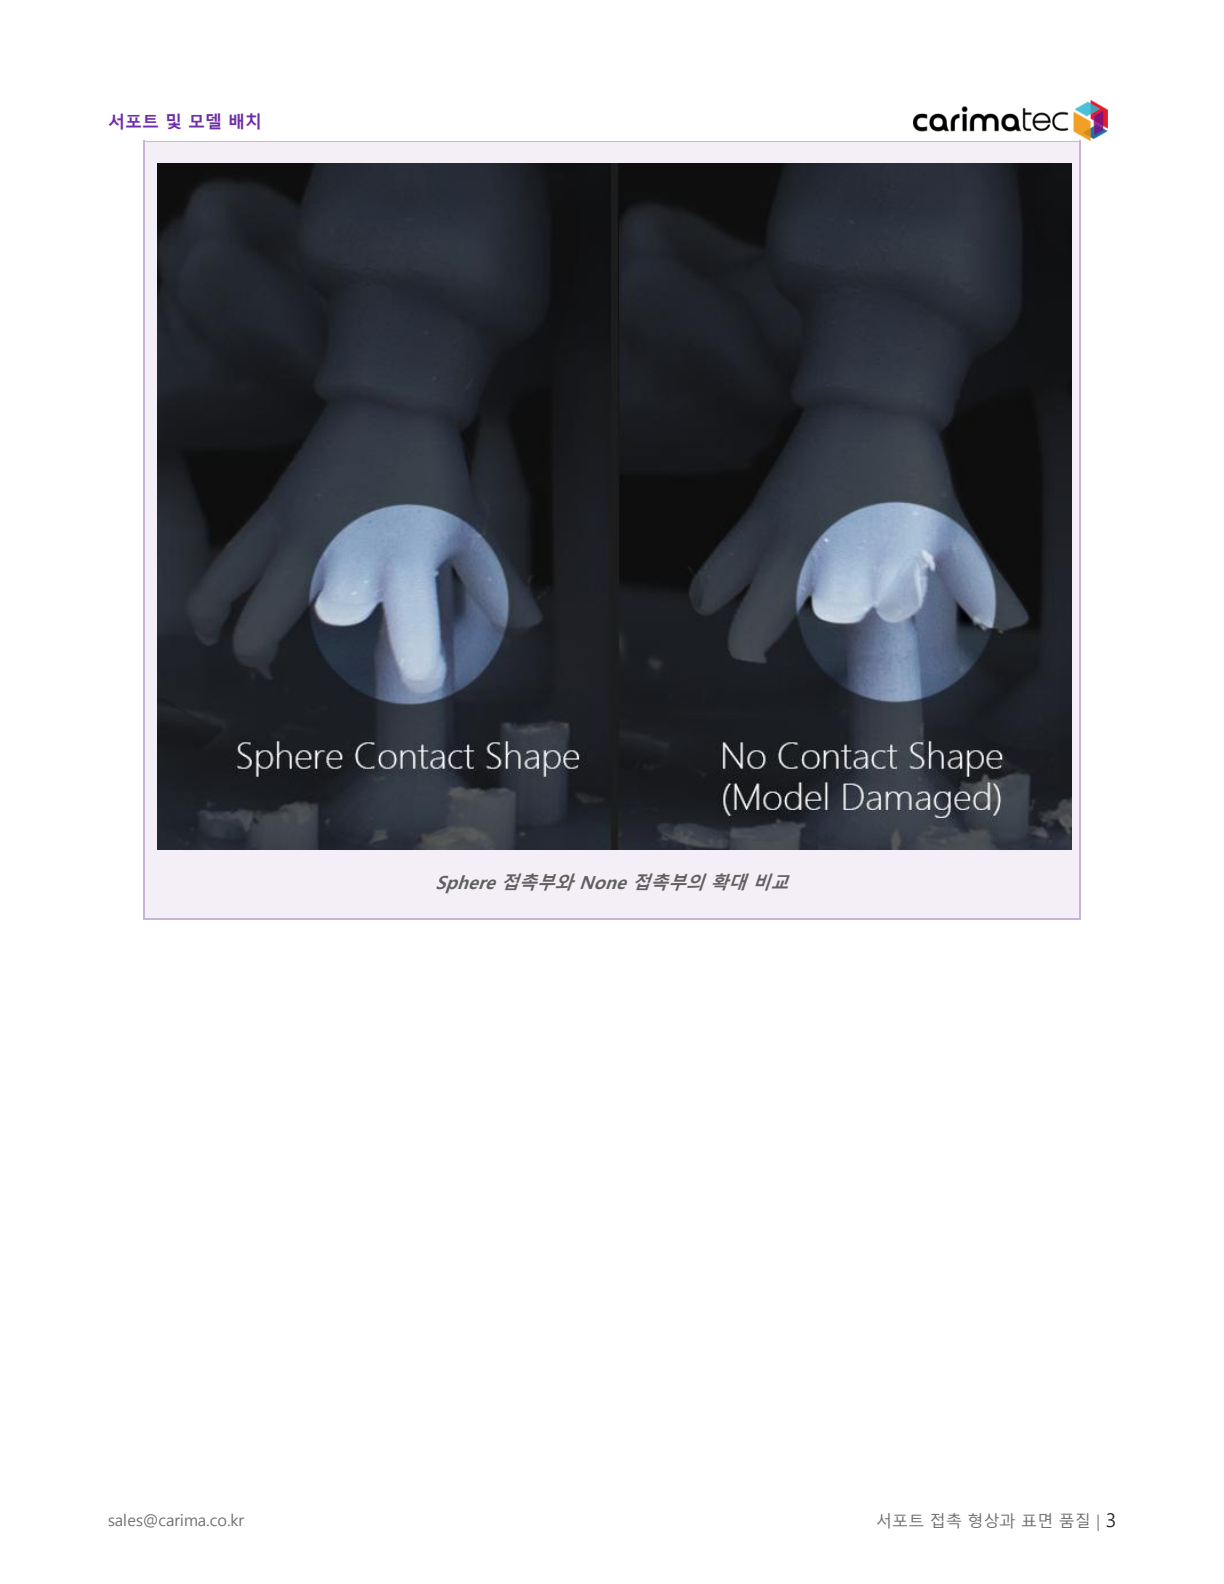 서포트 및 모델 배치
carimatec
Sphere Contact Shape
No Contact Shape
(Model Damaged)
Sphere 접촉부와 None 접촉부의 확대 비교
sales@carima.co.kr
서포트 접촉 형상과 표면 품질 | 3